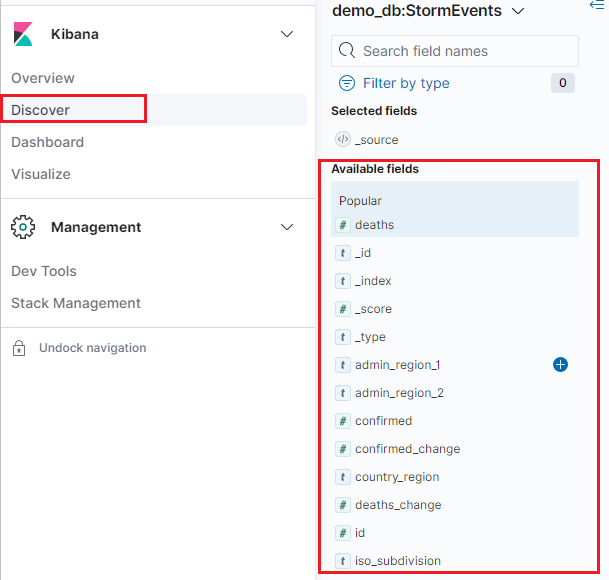 Kibana
Overview
Discover
Dashboard
Visualize
Management
Dev Tools
Stack Management
Undock navigation
demo_db:StormEvents
Search field names
Filter by type 0
Selected fields
</> _source
Available fields
Popular
# deaths
t _id
t _index
# _score
t _type
t admin_region_1
t admin_region_2
# confirmed
# confirmed_change
t country_region
# deaths_change
# id
t iso_subdivision